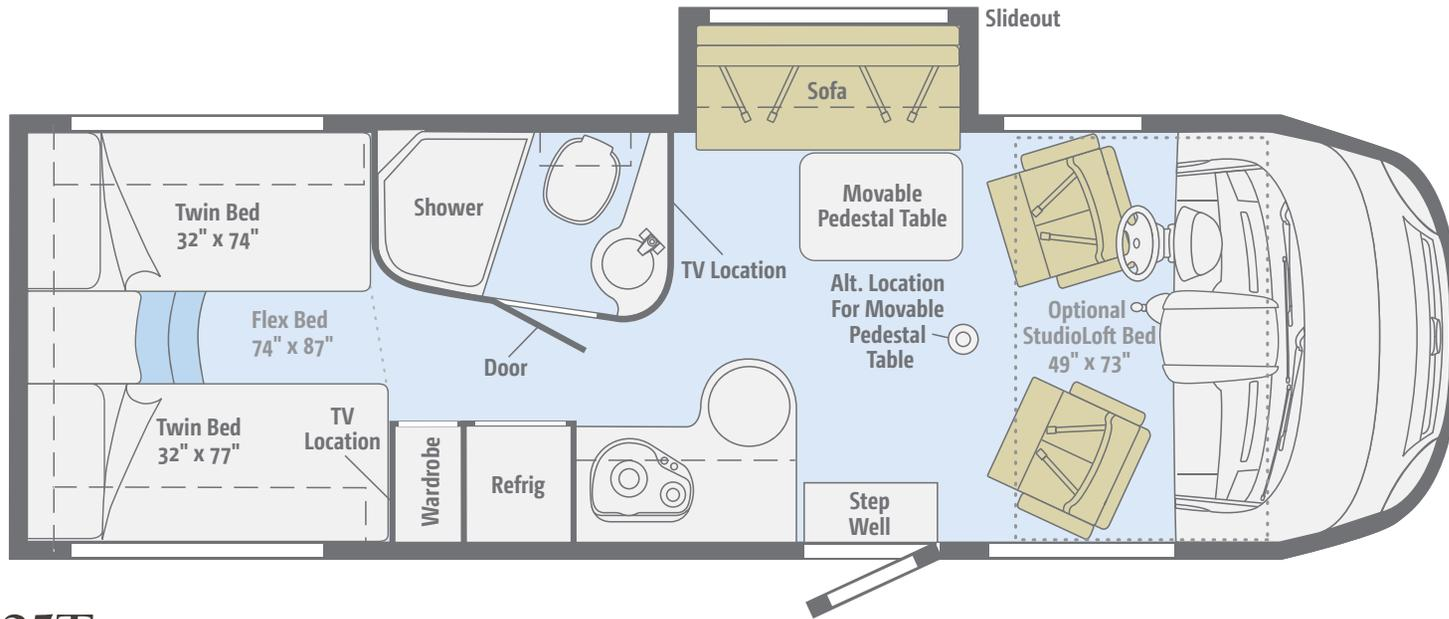 Slideout
Sofa
Twin Bed
32" x 74"
Shower
Movable
Pedestal Table
TV Location
Alt. Location
For Movable
Pedestal
Table
Optional
StudioLoft Bed
49" x 73"
Flex Bed
74" x 87"
Door
Twin Bed
32" x 77"
TV
Location
Wardrobe
Refrig
Step
Well